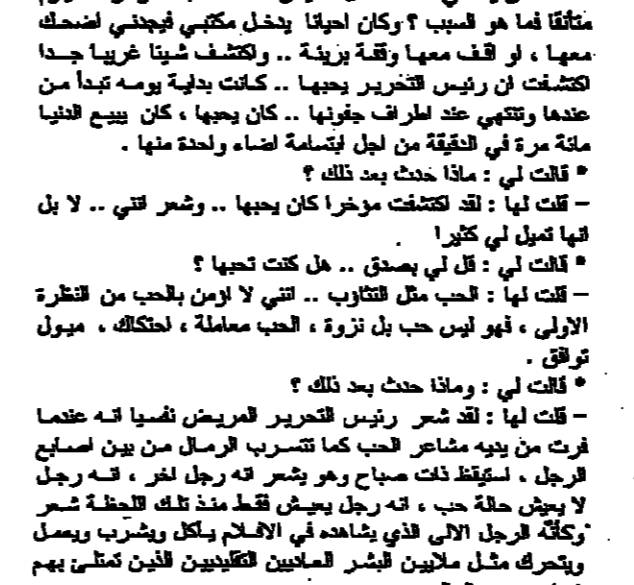 متألقا فما هو السبب ؟ وكان احيانا يدخل مكتبي فيجدني اضحك
معها ، او اقف معها وقفة بريئة .. واكتشف شيئا غريبا جدا
اكتشفت ان رئيس التحرير يحبها .. كانت بداية يومه تبدأ من
عندها وتنتهي عند اطراف جفونها .. كان يحبها ، كان يبيع الدنيا
مائة مرة في الدقيقة من اجل ابتسامة اضاء واحدة منها .
* قالت لي : ماذا حدث بعد ذلك ؟
– قلت لها : لقد اكتشفت مؤخرا كان يحبها .. وشعر انني .. لا بل
انها تميل لي كثيرا
* قالت لي : قل لي بصدق .. هل كنت تحبها ؟
– قلت لها : الحب مثل التثاؤب .. انني لا اؤمن بالحب من النظرة
الاولى ، فهو ليس حب بل نزوة ، الحب معاملة ، احتكاك ، ميول
توافق .
* قالت لي : وماذا حدث بعد ذلك ؟
– قلت لها : لقد شعر رئيس التحرير المريض نفسيا انه عندما
فرت من يديه مشاعر الحب كما تتسرب الرمال من بين اصابع
الرجل ، استيقظ ذات صباح وهو يشعر انه رجل اخر ، انه رجل
لا يعيش حالة حب ، انه رجل يعيش فقط منذ تلك اللحظة شعر
وكأنه الرجل الالى الذي يشاهده في الافلام يأكل ويشرب ويعمل
ويتحرك مثل ملايين البشر العاديين التقليديين الذين تمتلئ بهم